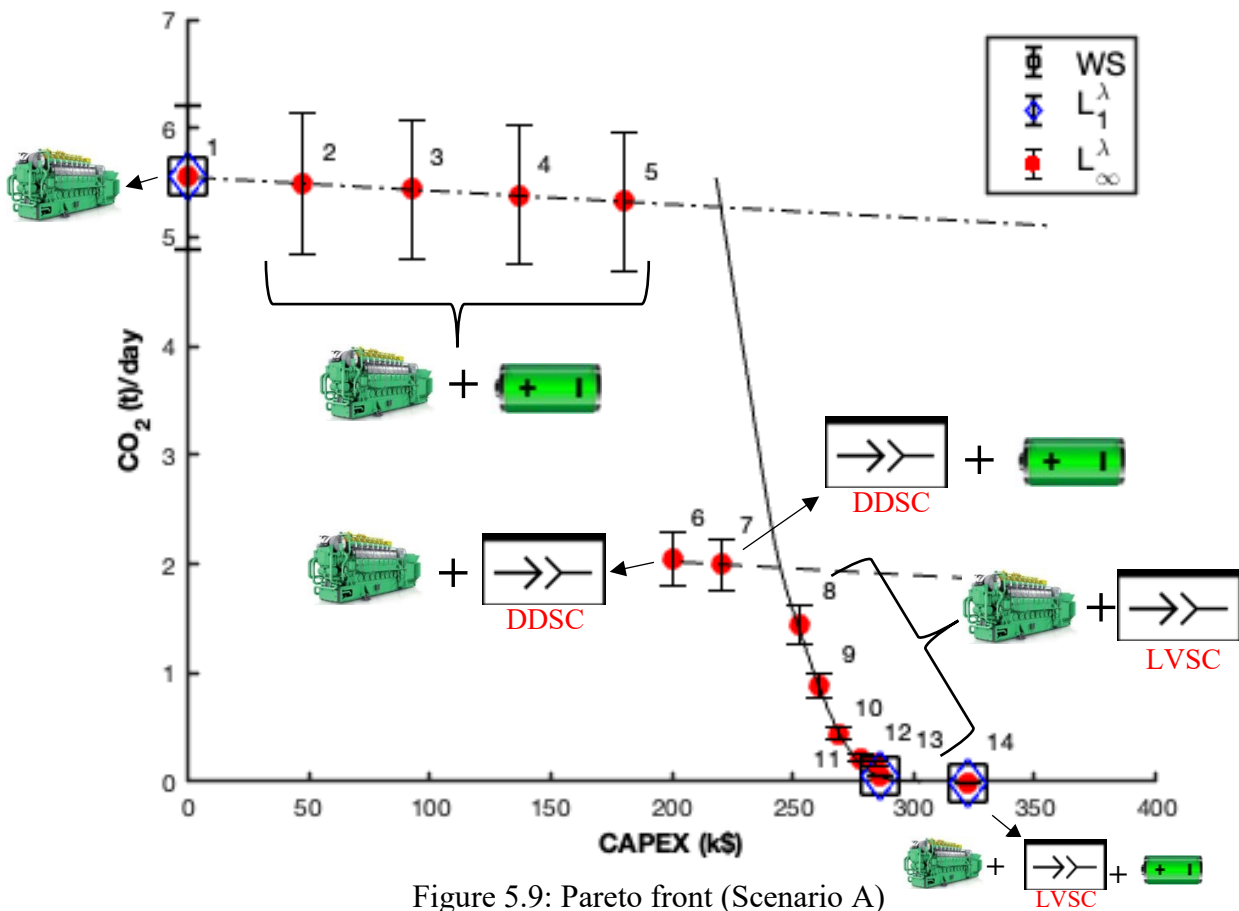 7
6
5
4
3
2
1
0
CO2 (t)/day
WS
L1^λ
L∞^λ
1
2
3
4
5
+
+
DDSC
+
6
7
+
DDSC
8
+
LVSC
9
10
11
12
13
14
0 50 100 150 200 250 300 350 400
CAPEX (k$)
+
LVSC
+
Figure 5.9: Pareto front (Scenario A)